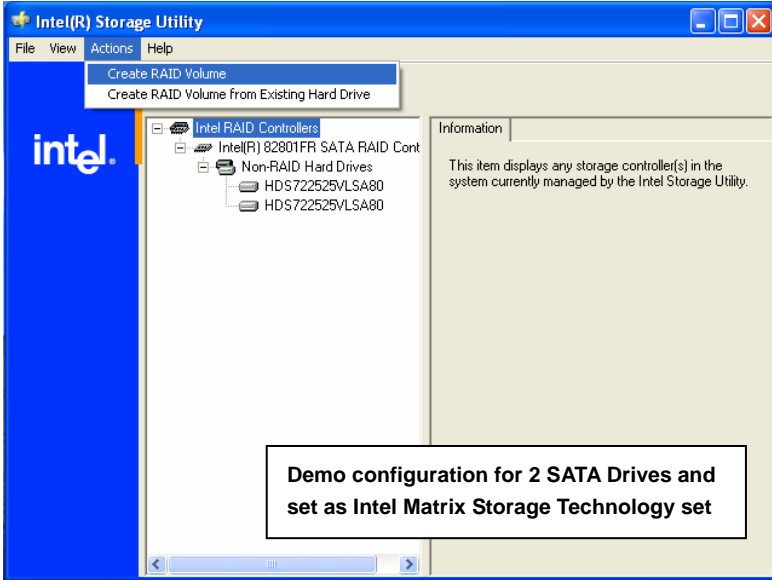 Intel(R) Storage Utility
File View Actions Help
Create RAID Volume
Create RAID Volume from Existing Hard Drive
intel.
Intel RAID Controllers
Intel(R) 82801FR SATA RAID Cont
Non-RAID Hard Drives
HDS722525VLSA80
HDS722525VLSA80
Information
This item displays any storage controller(s) in the
system currently managed by the Intel Storage Utility.
Demo configuration for 2 SATA Drives and
set as Intel Matrix Storage Technology set